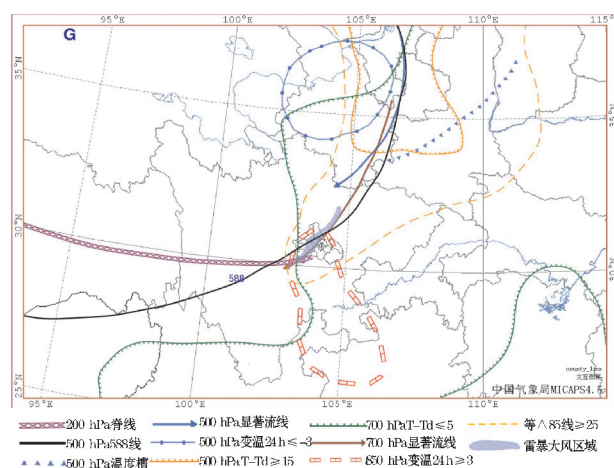 95°E
100°E
105°E
110°E
115°E
G
35°N
35°N
30°N
588
30°N
25°N
county_line
中国气象局MICAPS4.5
95°E
100°E
105°E
110°E
200 hPa脊线
500 hPa显著流线
700 hPaT-Td≤5
等∧85线≥25
500 hPa588线
500 hPa变温24h≤-3
700 hPa显著流线
雷暴大风区域
500 hPa温度槽
500 hPaT-Td≥15
850 hPa变温24h≥3